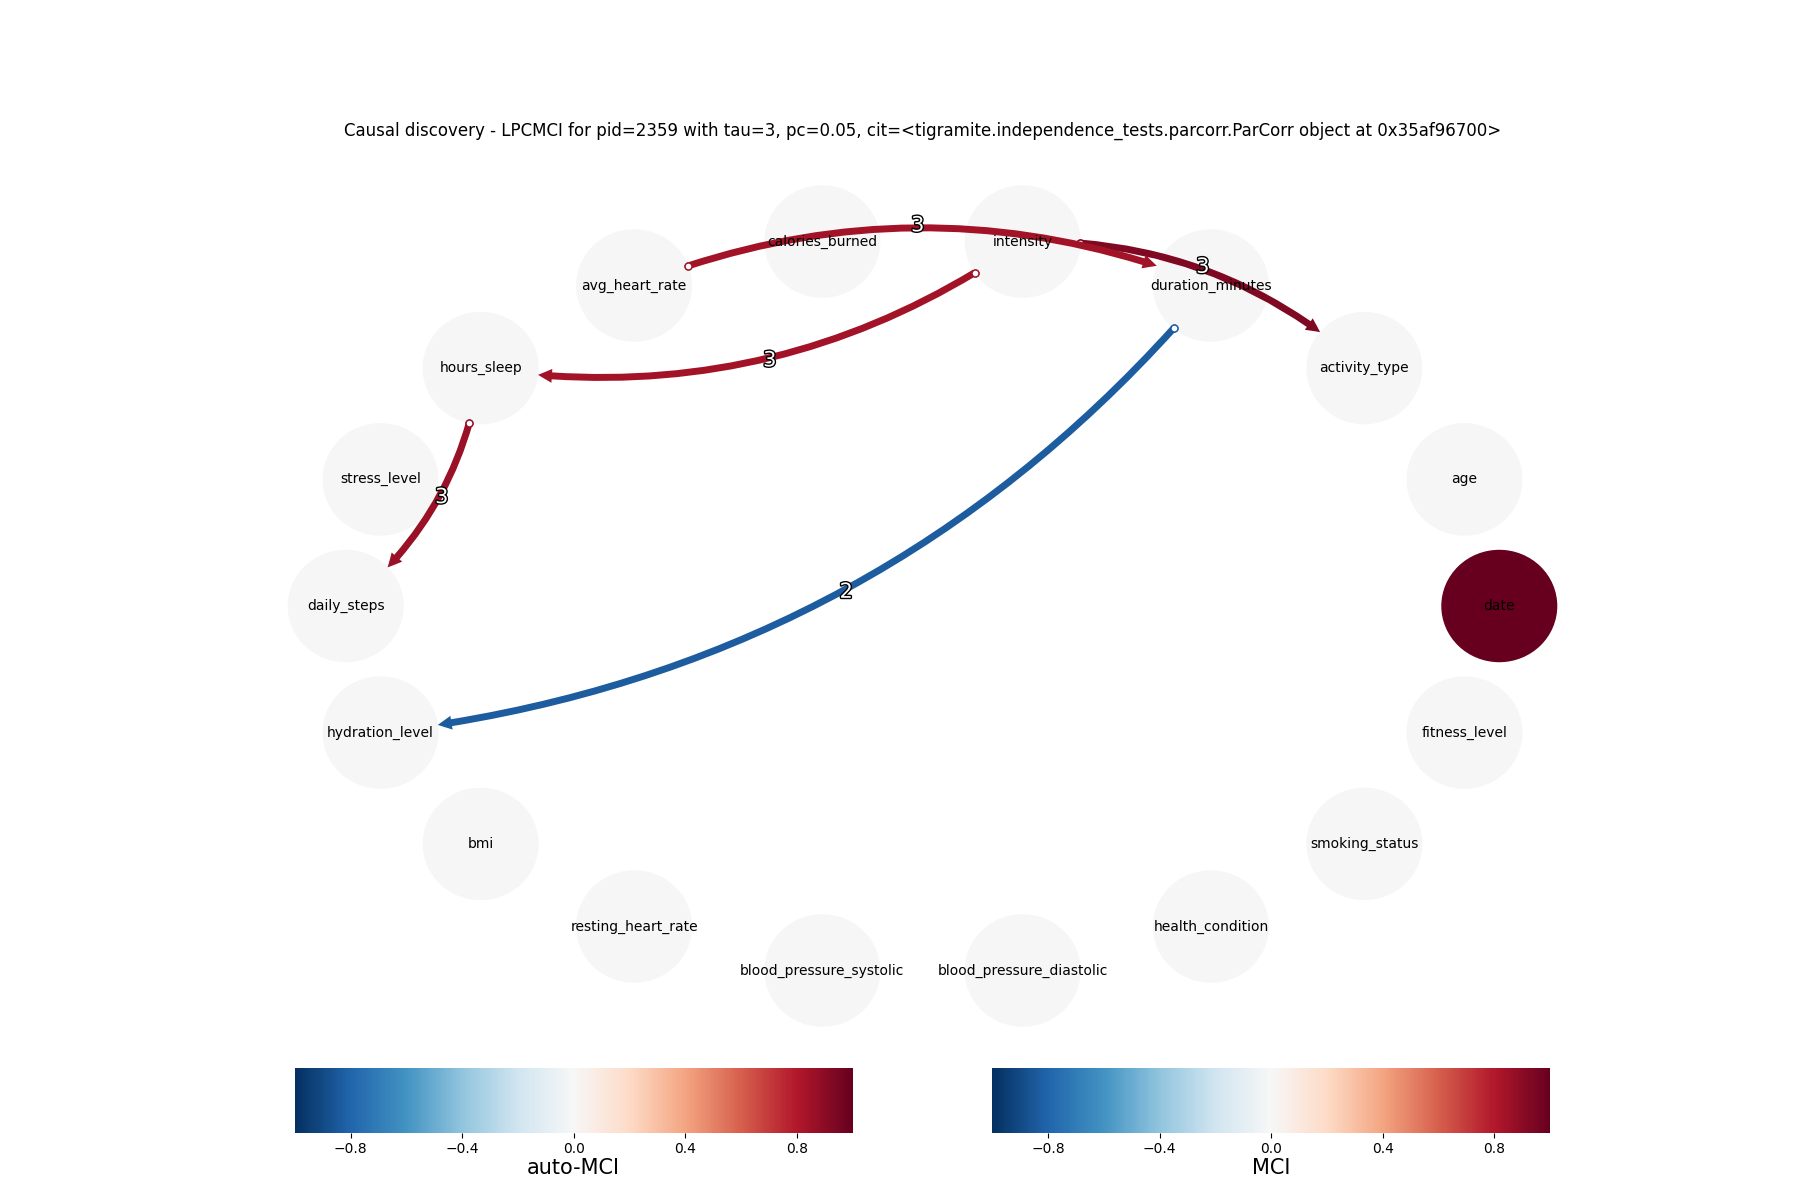 Causal discovery - LPCMCI for pid=2359 with tau=3, pc=0.05, cit=<tigramite.independence_tests.parcorr.ParCorr object at 0x35af96700>
3
calories_burned
intensity
3
avg_heart_rate
duration_minutes
3
hours_sleep
activity_type
stress_level
age
3
2
daily_steps
date
hydration_level
fitness_level
bmi
smoking_status
resting_heart_rate
health_condition
blood_pressure_systolic
blood_pressure_diastolic
−0.8 −0.4 0.0 0.4 0.8
auto-MCI
−0.8 −0.4 0.0 0.4 0.8
MCI